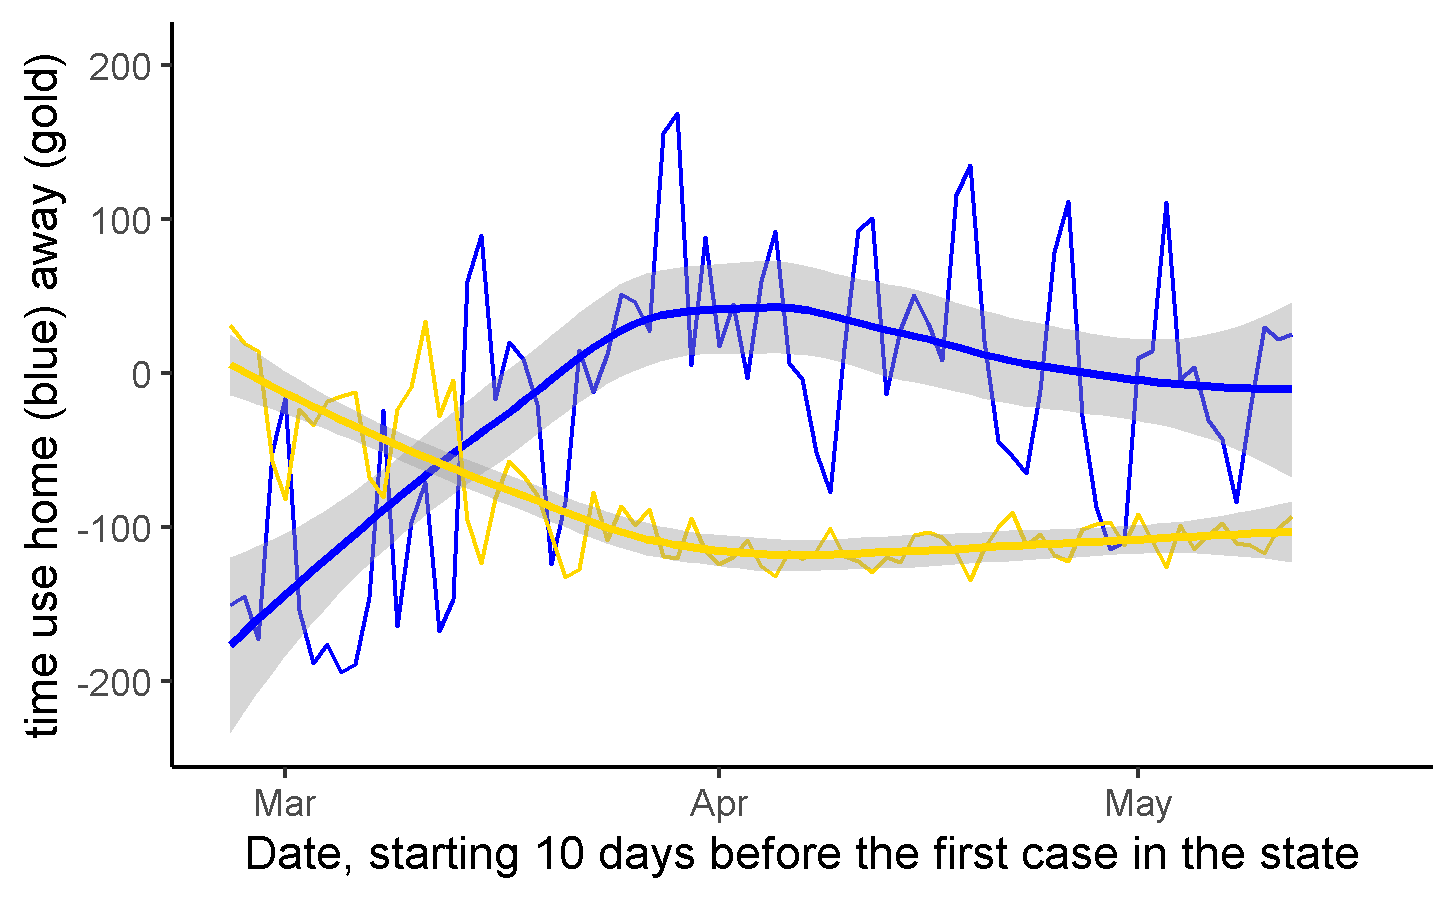 time use home (blue) away (gold)
200
100
0
-100
-200
Mar Apr May
Date, starting 10 days before the first case in the state